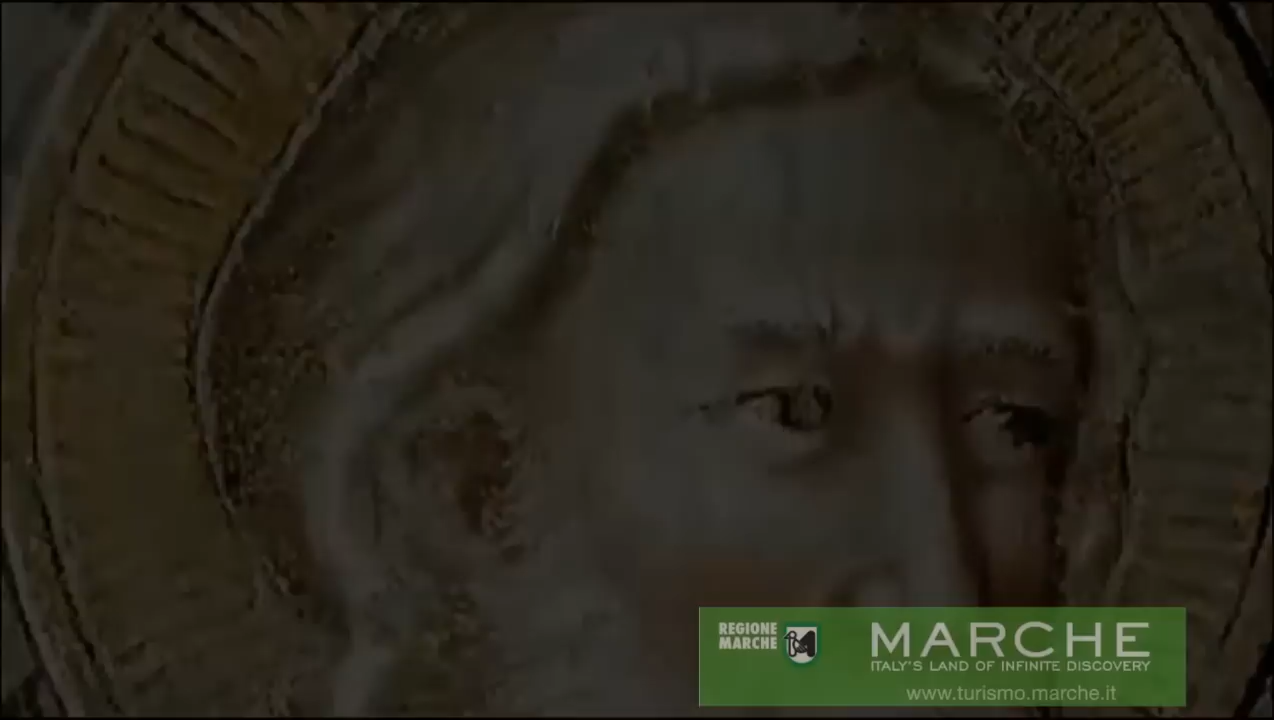 REGIONE
MARCHE
MARCHE
ITALY'S LAND OF INFINITE DISCOVERY
www.turismo.marche.it